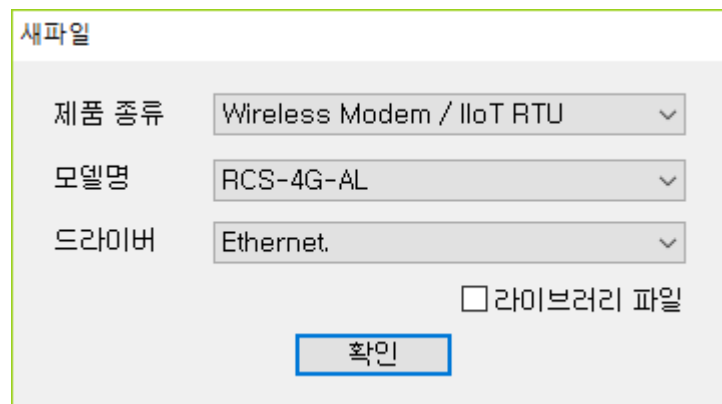 새파일
제품 종류 Wireless Modem / IIoT RTU
모델명 RCS-4G-AL
드라이버 Ethernet.
라이브러리 파일
확인